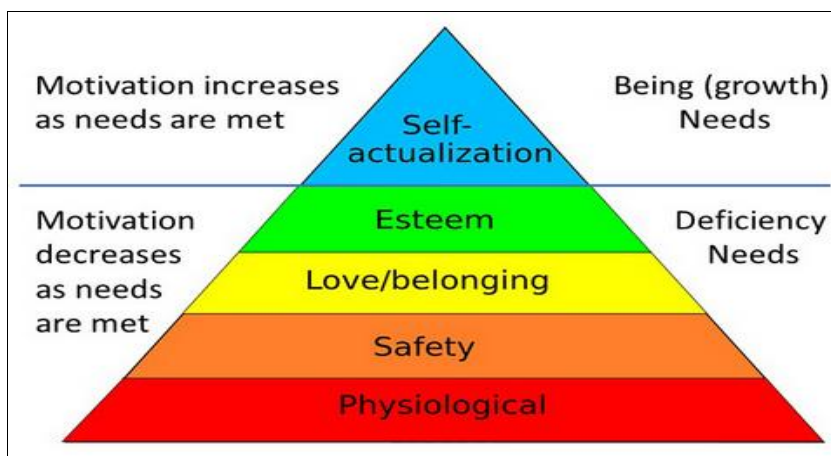 Motivation increases
as needs are met
Being (growth)
Needs
Self-
actualization
Motivation
decreases
as needs
are met
Esteem
Deficiency
Needs
Love/belonging
Safety
Physiological